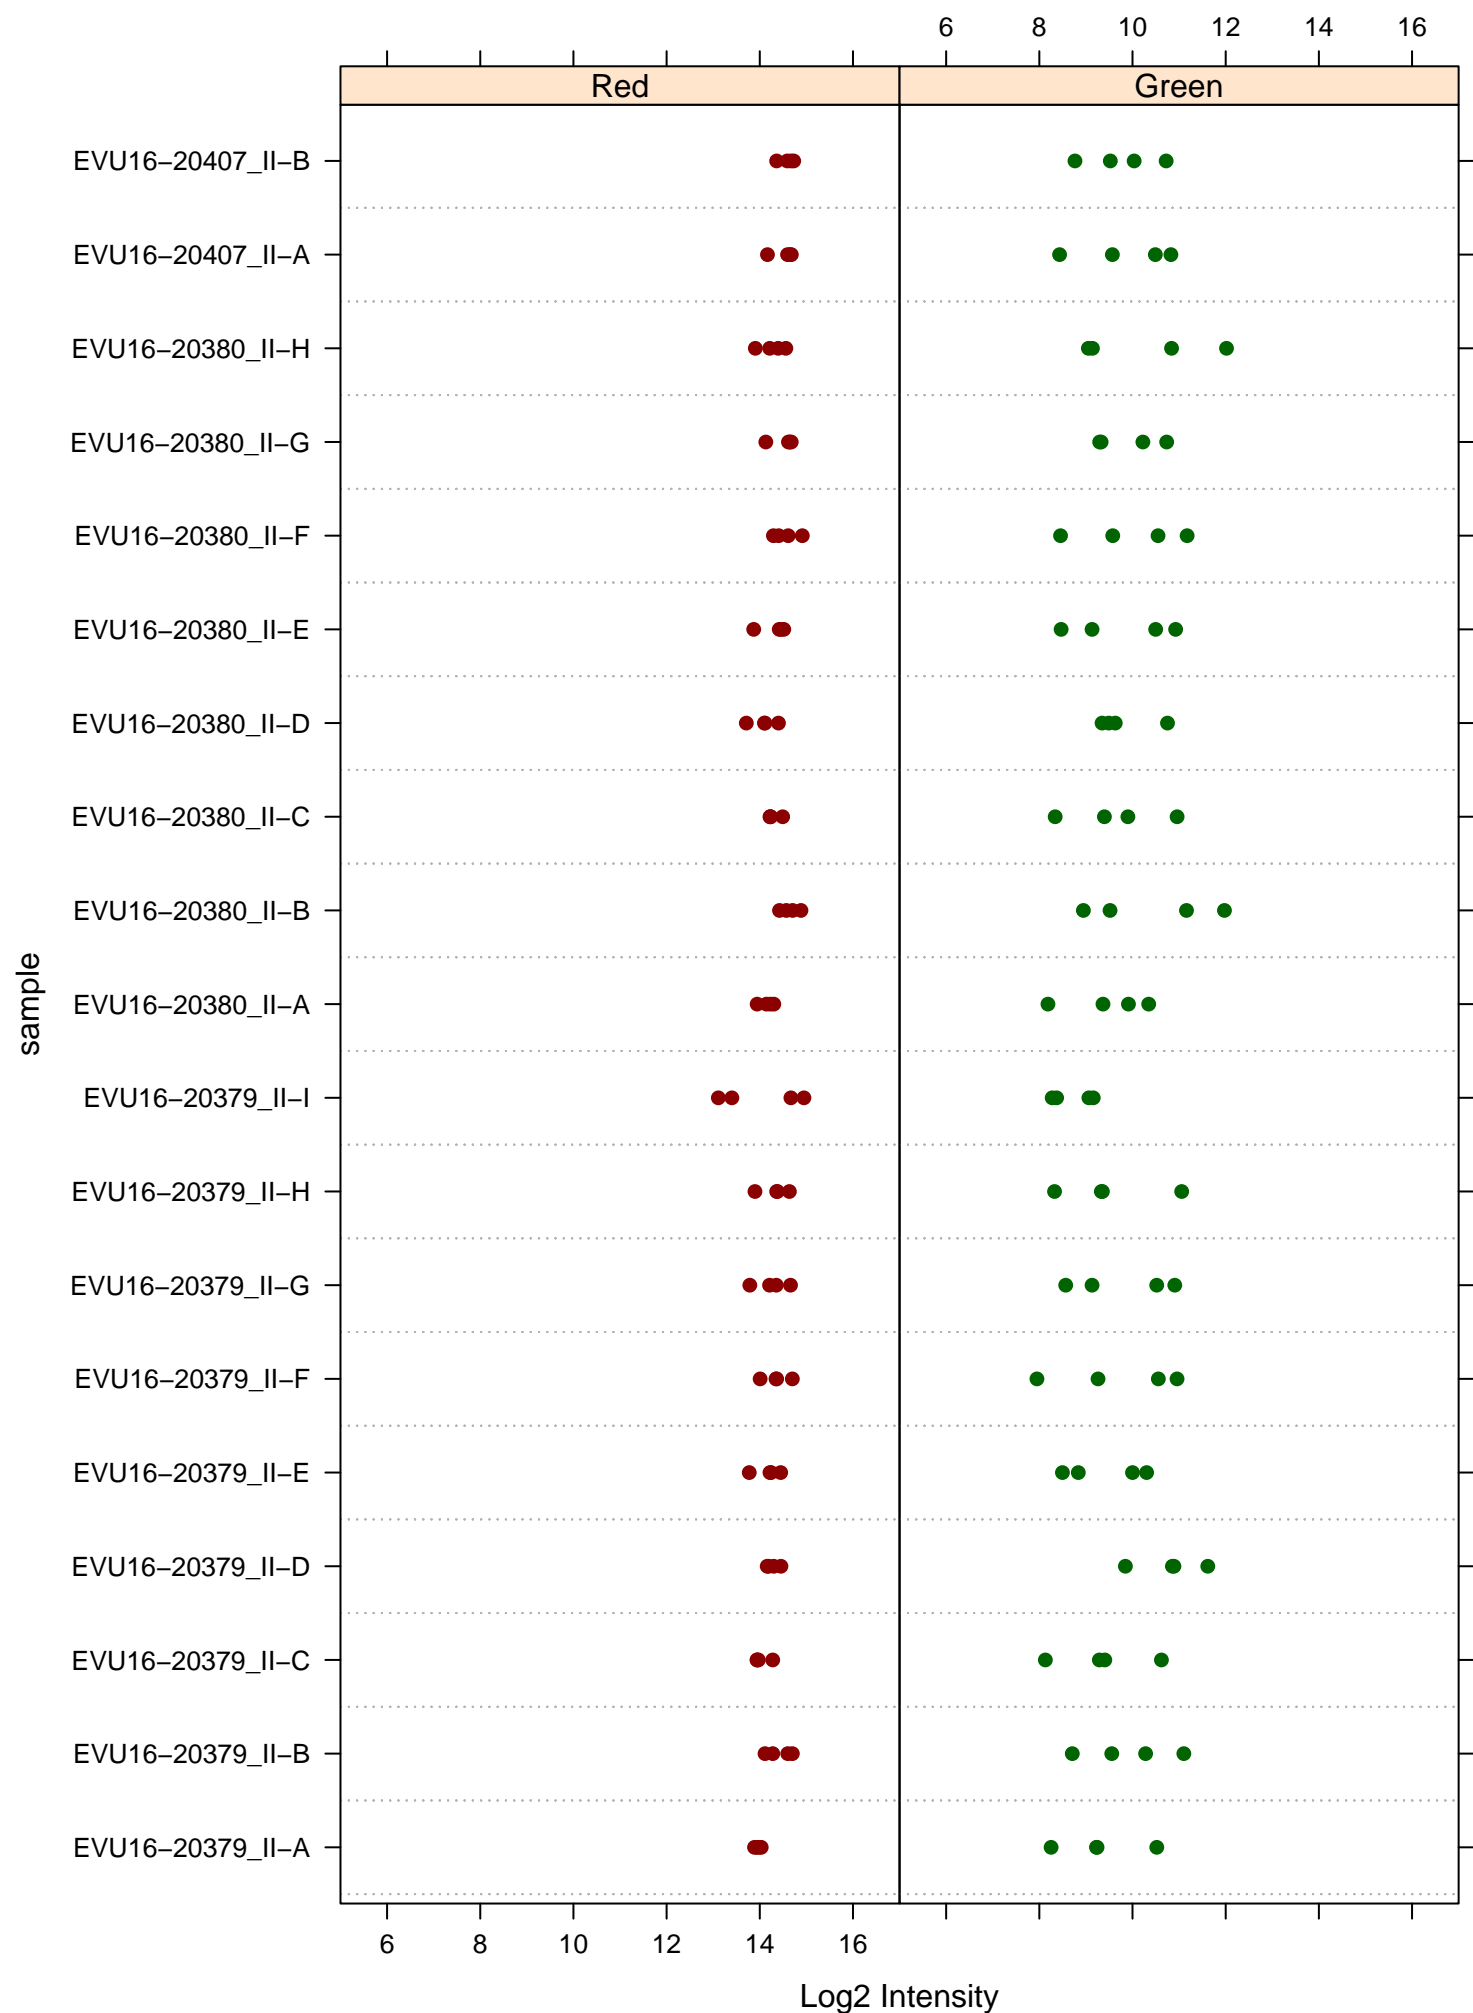 6 8 10 12 14 16
Red Green
EVU16−20407_II−B
EVU16−20407_II−A
EVU16−20380_II−H
EVU16−20380_II−G
EVU16−20380_II−F
EVU16−20380_II−E
EVU16−20380_II−D
EVU16−20380_II−C
EVU16−20380_II−B
EVU16−20380_II−A
EVU16−20379_II−I
EVU16−20379_II−H
EVU16−20379_II−G
EVU16−20379_II−F
EVU16−20379_II−E
EVU16−20379_II−D
EVU16−20379_II−C
EVU16−20379_II−B
EVU16−20379_II−A
sample
6 8 10 12 14 16
Log2 Intensity